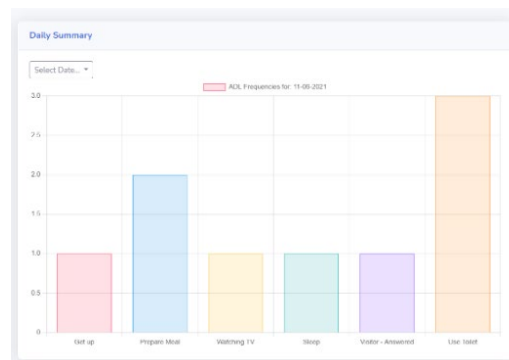 Daily Summary
Select Date...
ADL Frequencies for: 11-08-2021
3.0
2.5
2.0
1.5
1.0
0.5
0
Get up Prepare Meal Watching TV Sleep Visitor - Answered Use Toilet